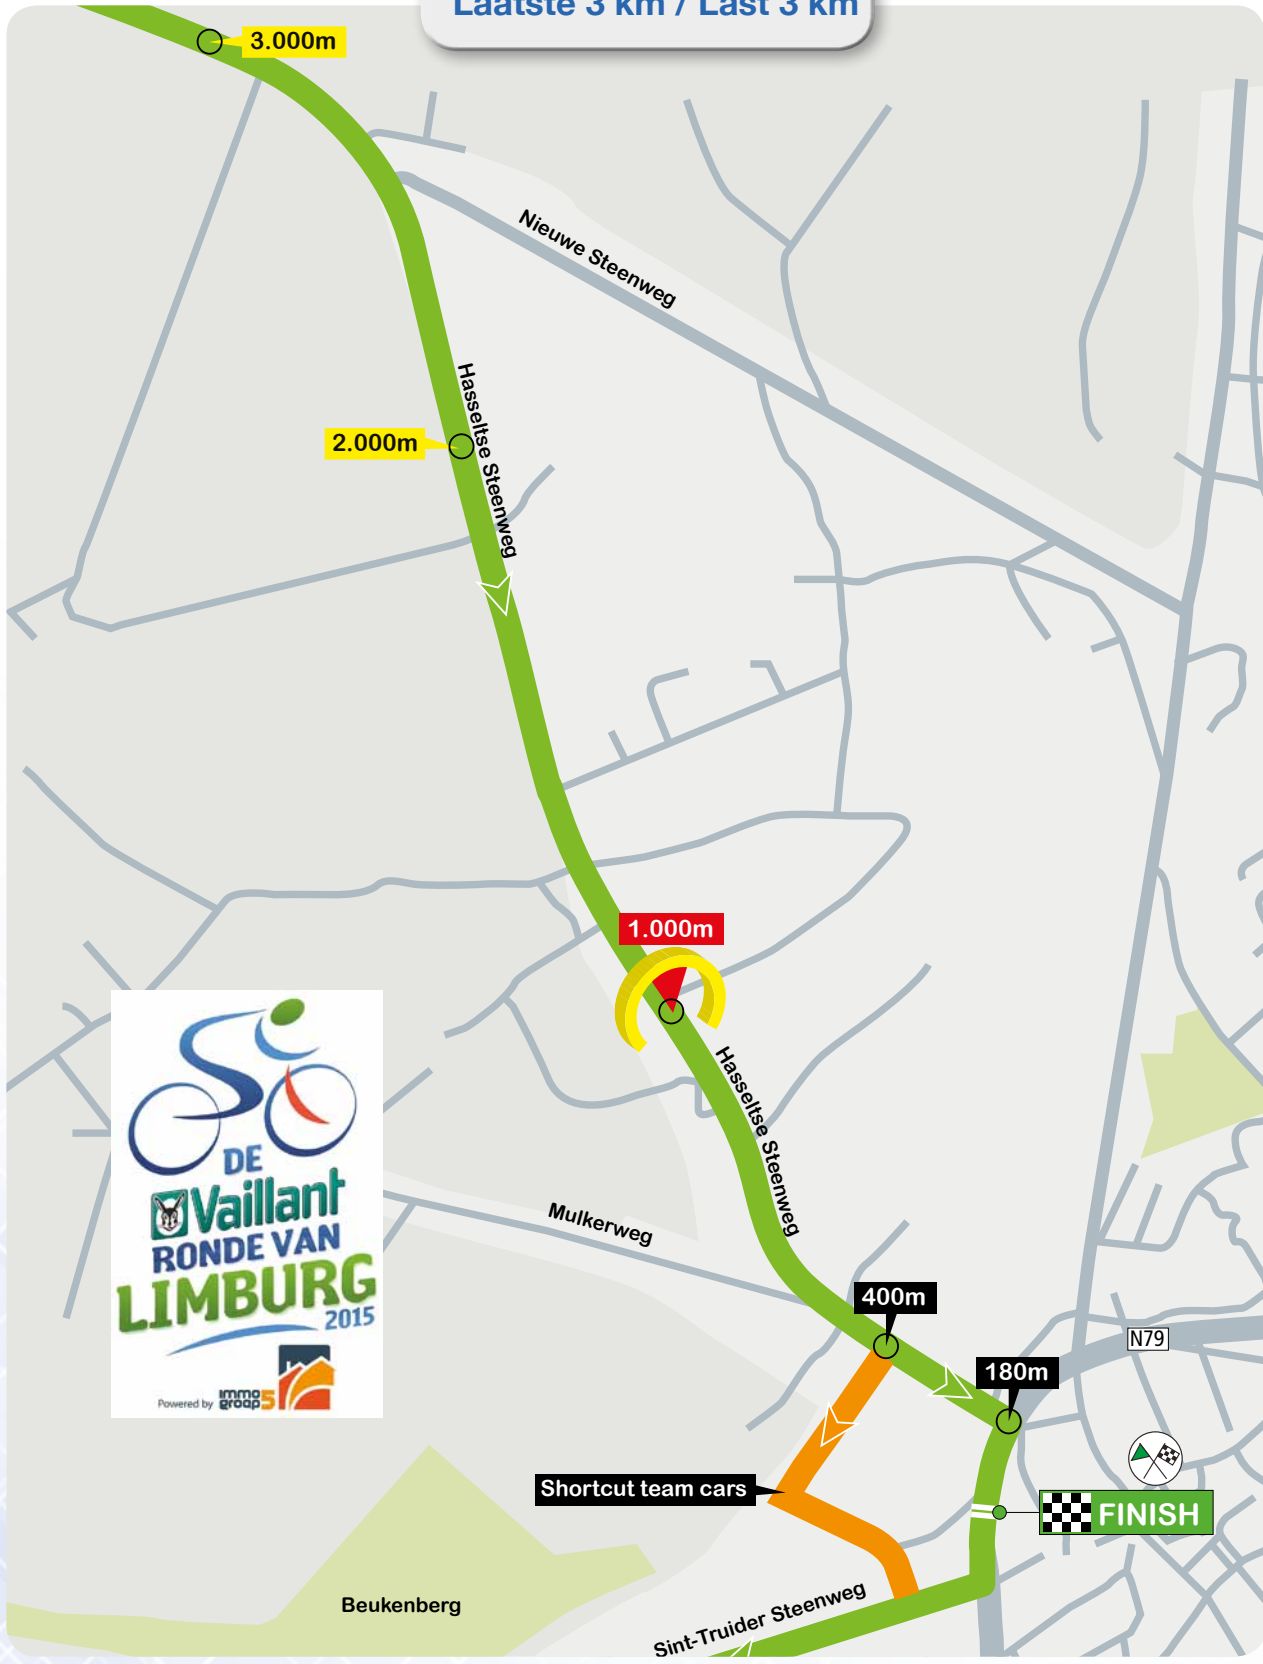 Laatste 3 km / Last 3 km
3.000m
Nieuwe Steenweg
Hasseltse Steenweg
2.000m
1.000m
Hasseltse Steenweg
DE
Vaillant
RONDE VAN
LIMBURG
2015
Powered by immo
groep 5
Mulkerweg
400m
N79
180m
Shortcut team cars
FINISH
Beukenberg
Sint-Truider Steenweg